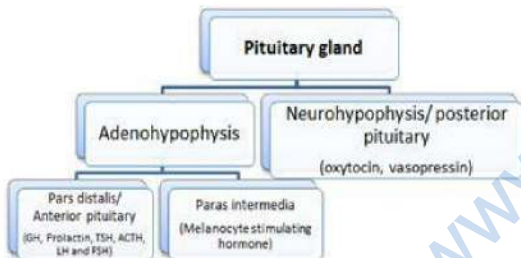 Pituitary gland
Adenohypophysis
Neurohypophysis/ posterior
pituitary
(oxytocin, vasopressin)
Pars distalis/
Anterior pituitary
(GH, Prolactin, TSH, ACTH,
LH and FSH)
Paras intermedia
(Melanocyte stimulating
hormone)
www